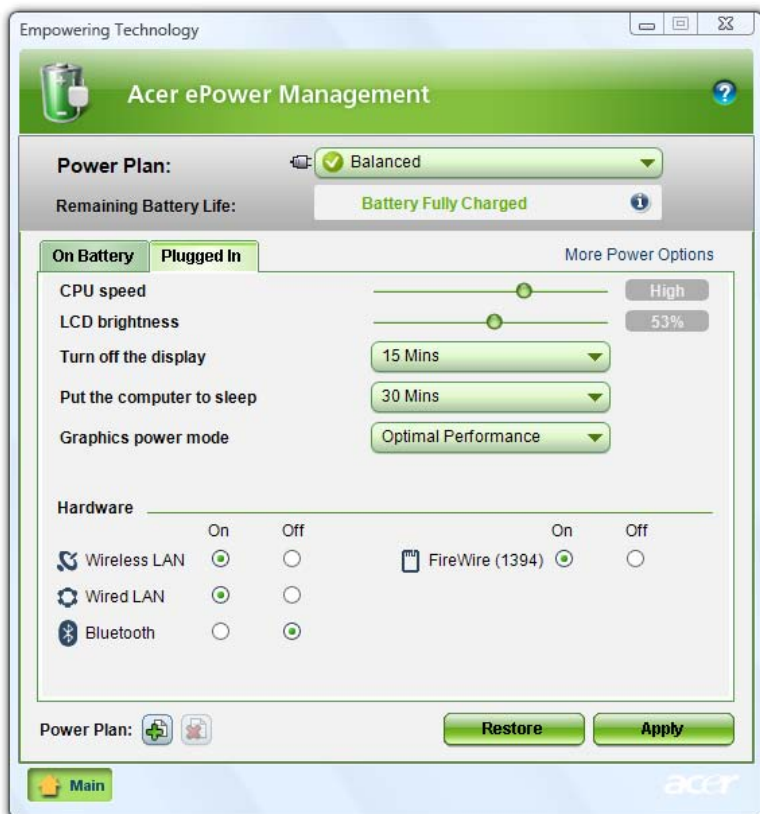 Empowering Technology
Acer ePower Management
Power Plan: Balanced
Remaining Battery Life: Battery Fully Charged
On Battery Plugged In More Power Options
CPU speed High
LCD brightness 53%
Turn off the display 15 Mins
Put the computer to sleep 30 Mins
Graphics power mode Optimal Performance
Hardware
On Off On Off
Wireless LAN FireWire (1394)
Wired LAN
Bluetooth
Power Plan: Restore Apply
Main acer